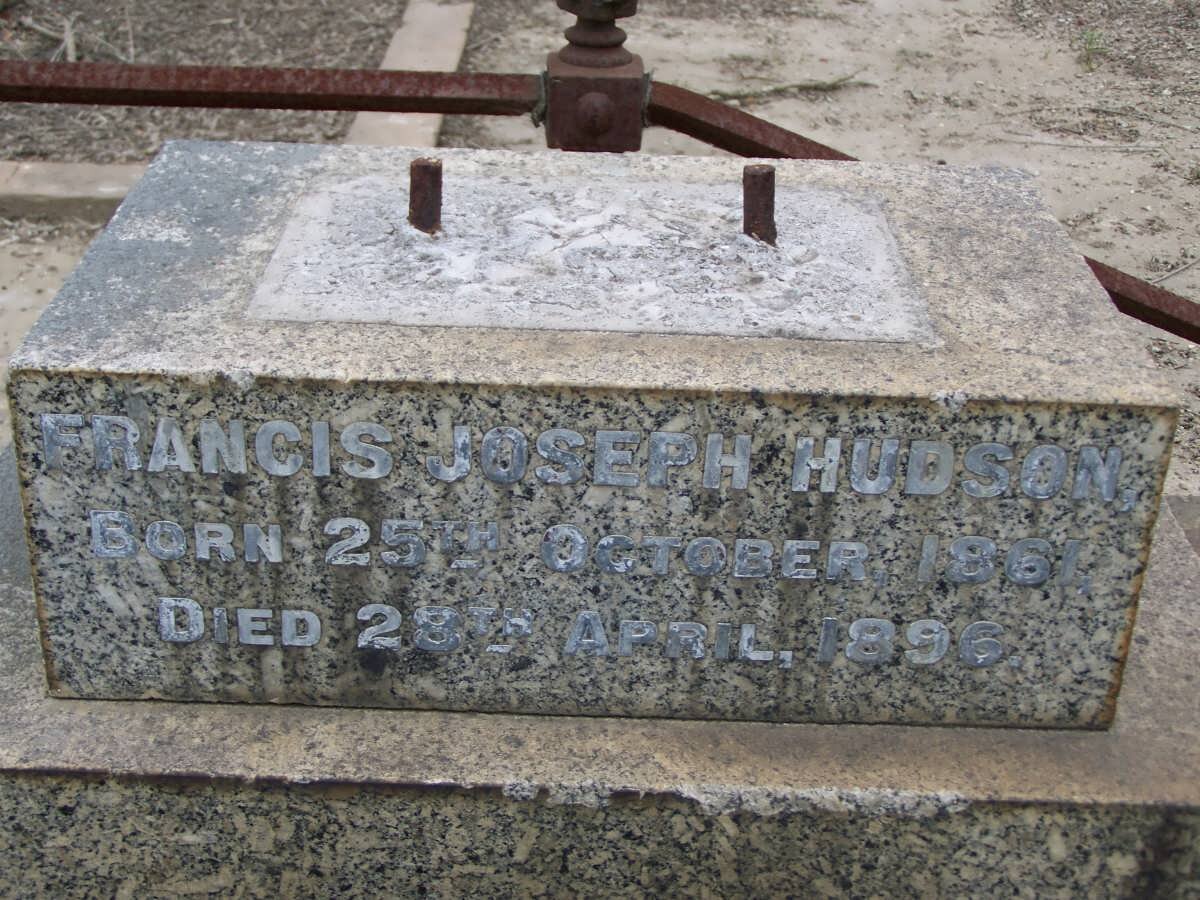 FRANCIS JOSEPH HUDSON,
BORN 25TH OCTOBER, 1861,
DIED 28TH APRIL, 1896.